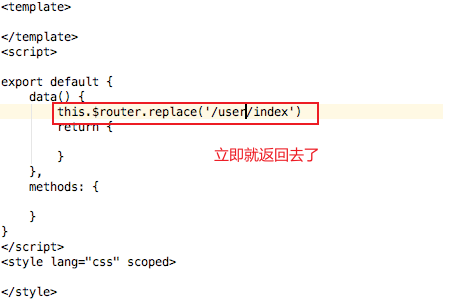 <template>
</template>
<script>
export default {
data() {
this.$router.replace('/user/index')
return {
}
},
methods: {
}
}
</script>
<style lang="css" scoped>
</style>
立即就返回去了